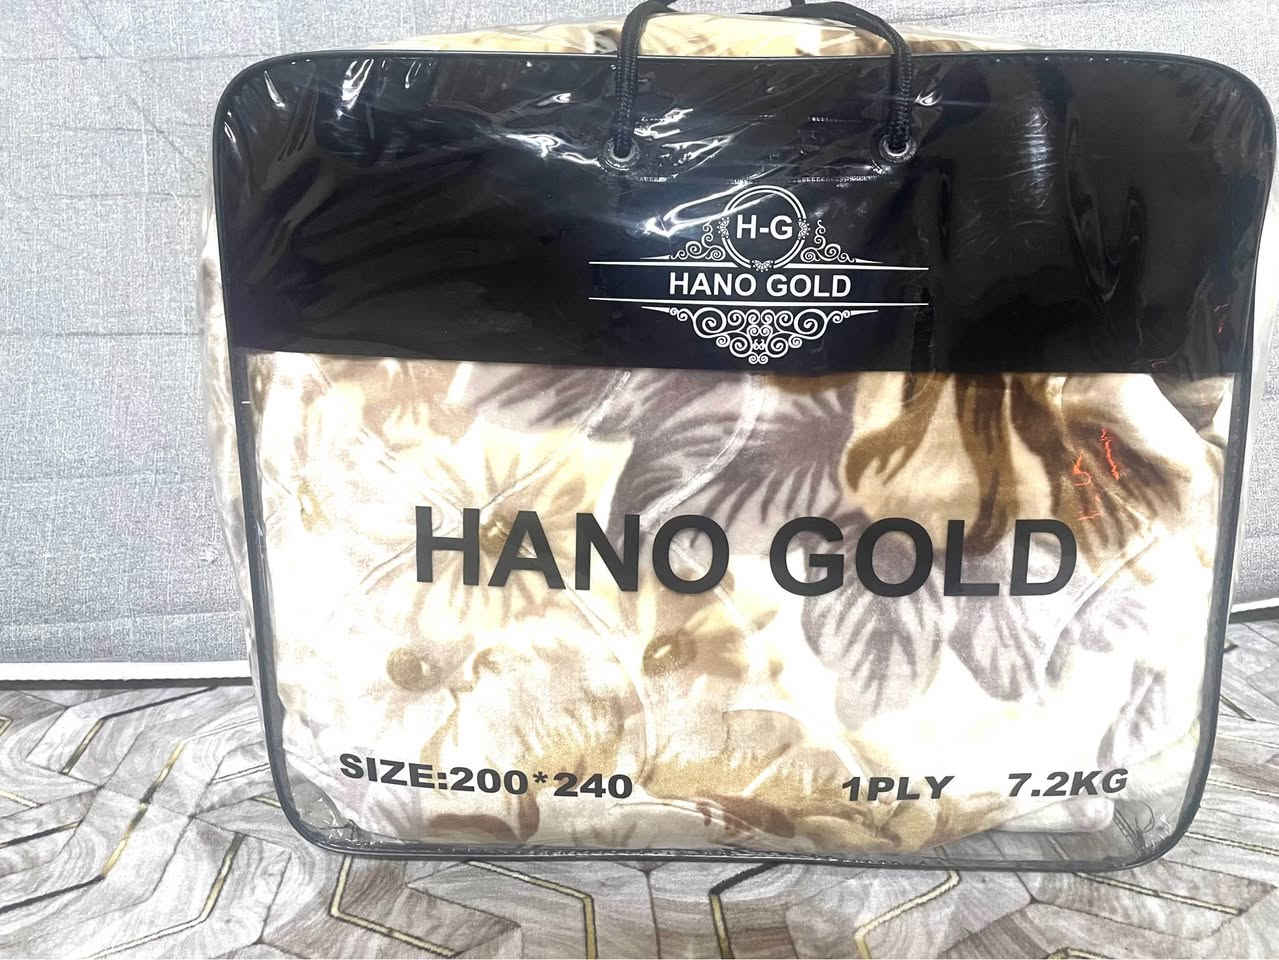 H-G
HANO GOLD
HANO GOLD
SIZE:200*240 1PLY 7.2KG